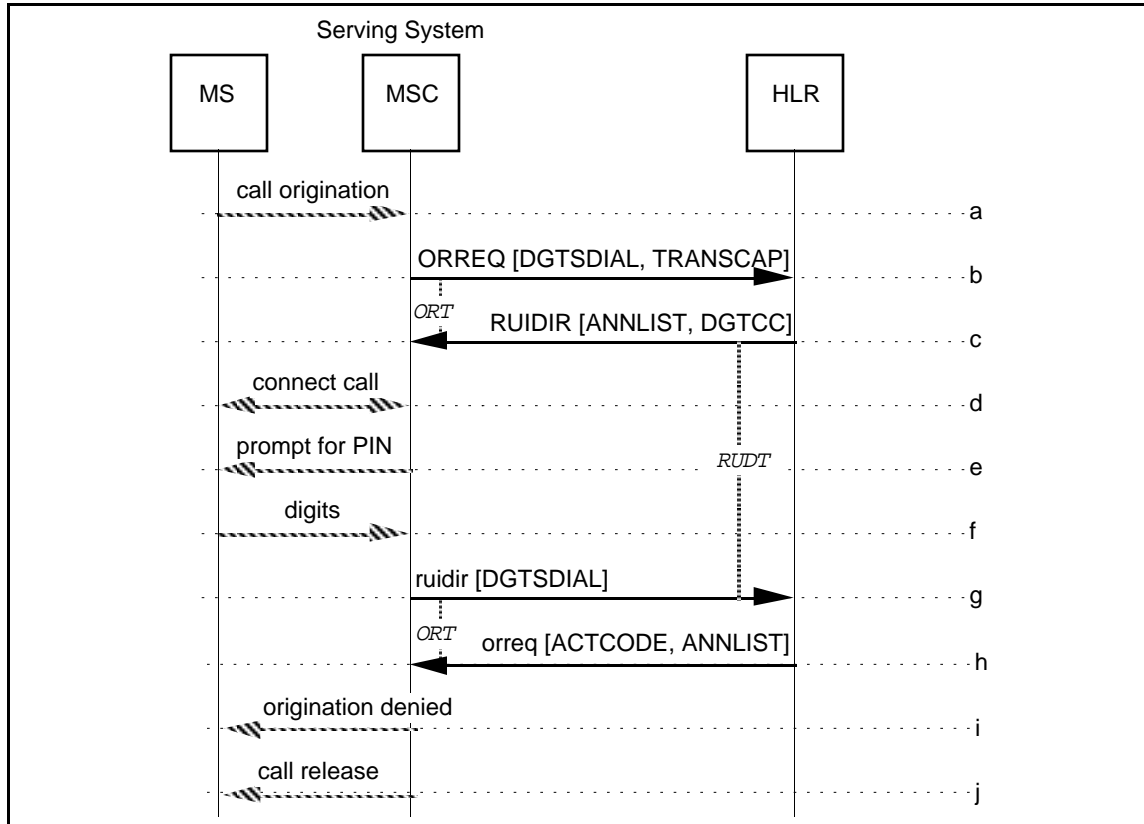 Serving System
MS
MSC
HLR
call origination
a
ORREQ [DGTSDIAL, TRANSCAP]
b
ORT
RUIDIR [ANNLIST, DGTCC]
c
connect call
d
prompt for PIN
RUDT
e
digits
f
ruidir [DGTSDIAL]
g
ORT
orreq [ACTCODE, ANNLIST]
h
origination denied
i
call release
j